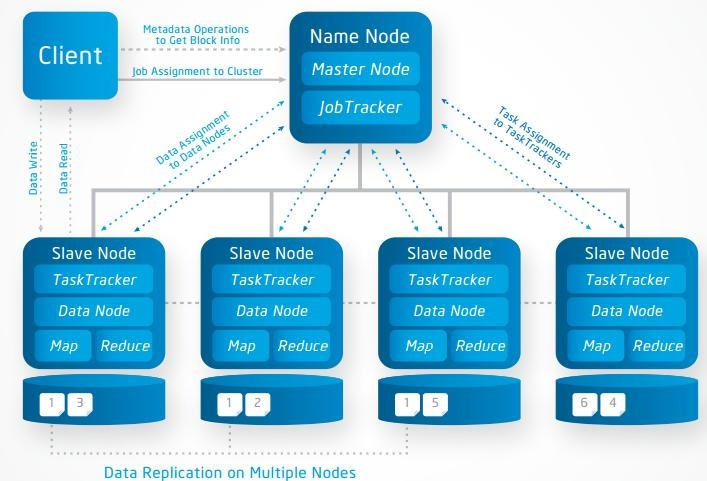 Client
Metadata Operations
to Get Block Info
Job Assignment to Cluster
Name Node
Master Node
JobTracker
Data Write
Data Read
Data Assignment
to Data Nodes
Task Assignment
to TaskTrackers
Slave Node
TaskTracker
Data Node
Map Reduce
1 3
Slave Node
TaskTracker
Data Node
Map Reduce
1 2
Slave Node
TaskTracker
Data Node
Map Reduce
1 5
Slave Node
TaskTracker
Data Node
Map Reduce
6 4
Data Replication on Multiple Nodes